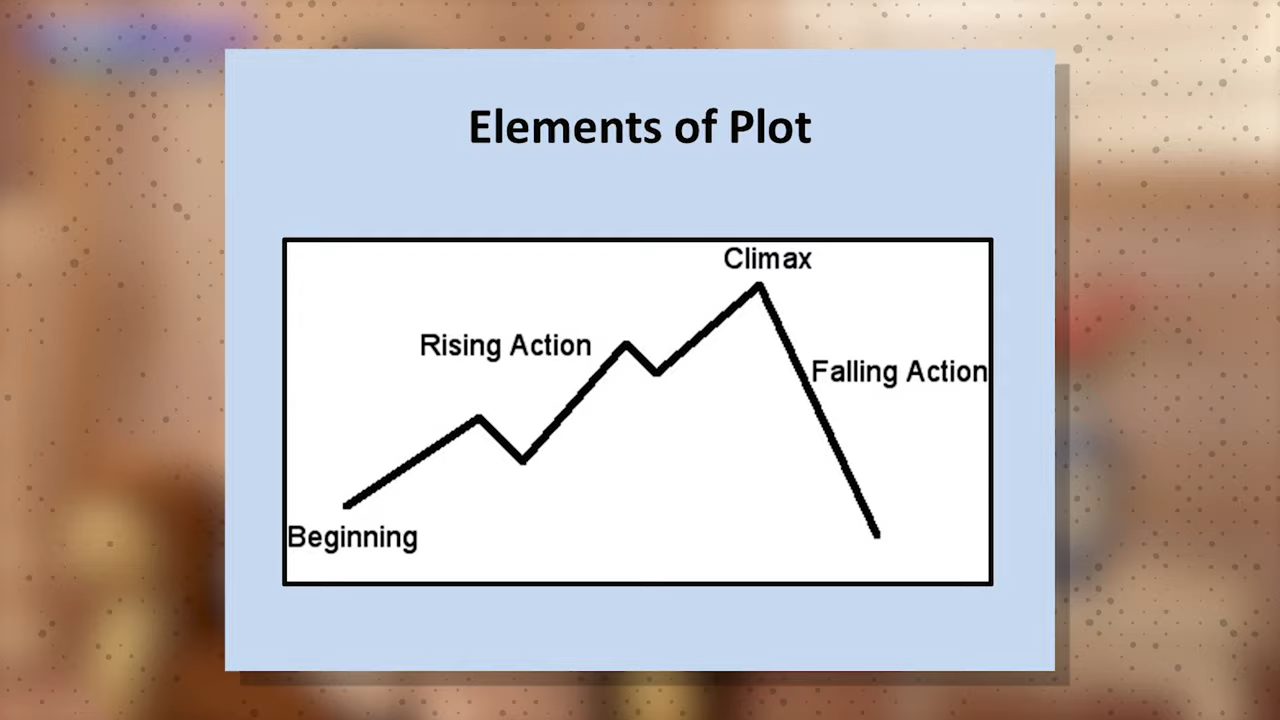 Elements of Plot
Climax
Rising Action
Falling Action
Beginning